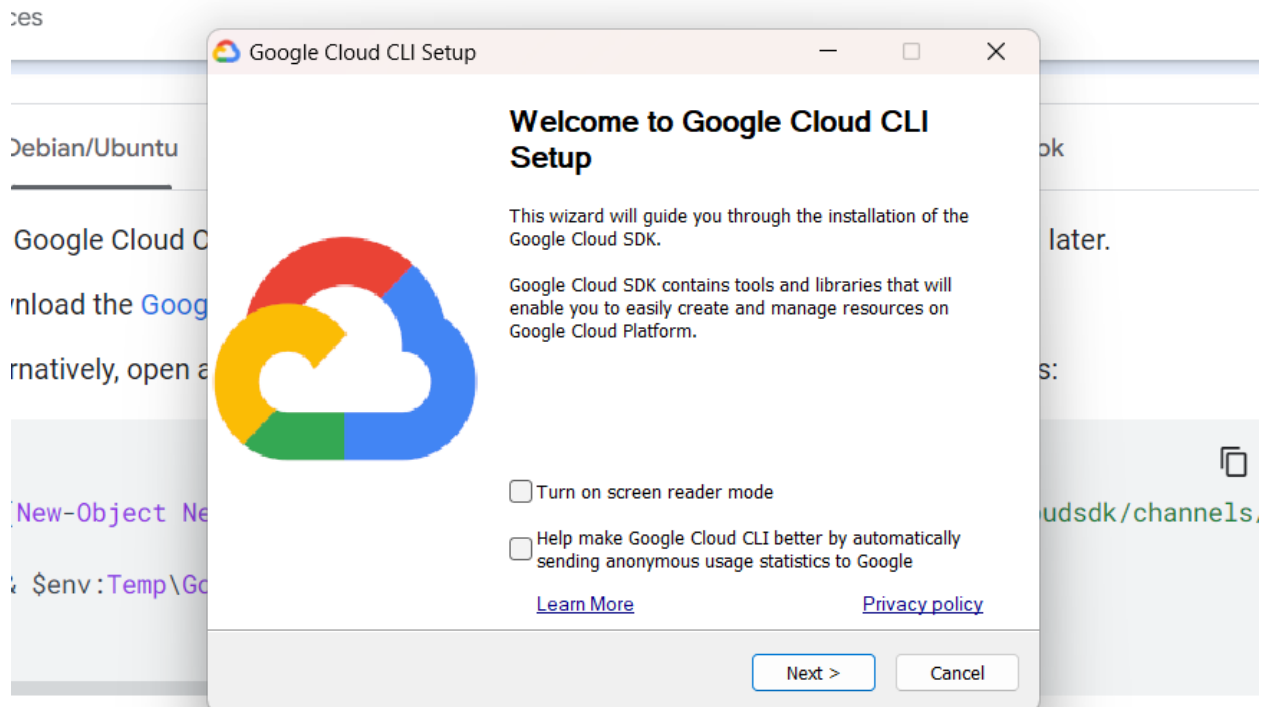 ces
Google Cloud CLI Setup
Debian/Ubuntu
ok
Welcome to Google Cloud CLI
Setup
This wizard will guide you through the installation of the
Google Cloud SDK.
Google Cloud C
later.
Google Cloud SDK contains tools and libraries that will
enable you to easily create and manage resources on
Google Cloud Platform.
nload the Goog
rnatively, open a
s:
Turn on screen reader mode
(New-Object Ne
oudsdk/channels/
Help make Google Cloud CLI better by automatically
sending anonymous usage statistics to Google
& $env:Temp\Go
Learn More
Privacy policy
Next >
Cancel